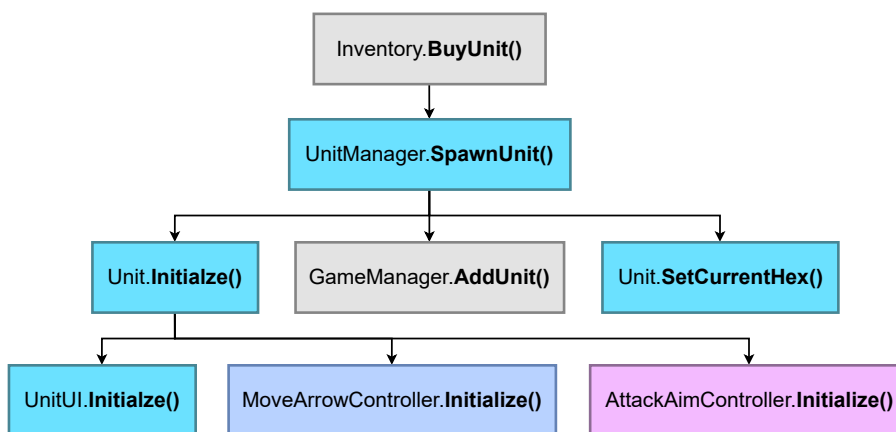 Inventory.BuyUnit()
UnitManager.SpawnUnit()
Unit.Initialze()
GameManager.AddUnit()
Unit.SetCurrentHex()
UnitUI.Initialze()
MoveArrowController.Initialize()
AttackAimController.Initialize()